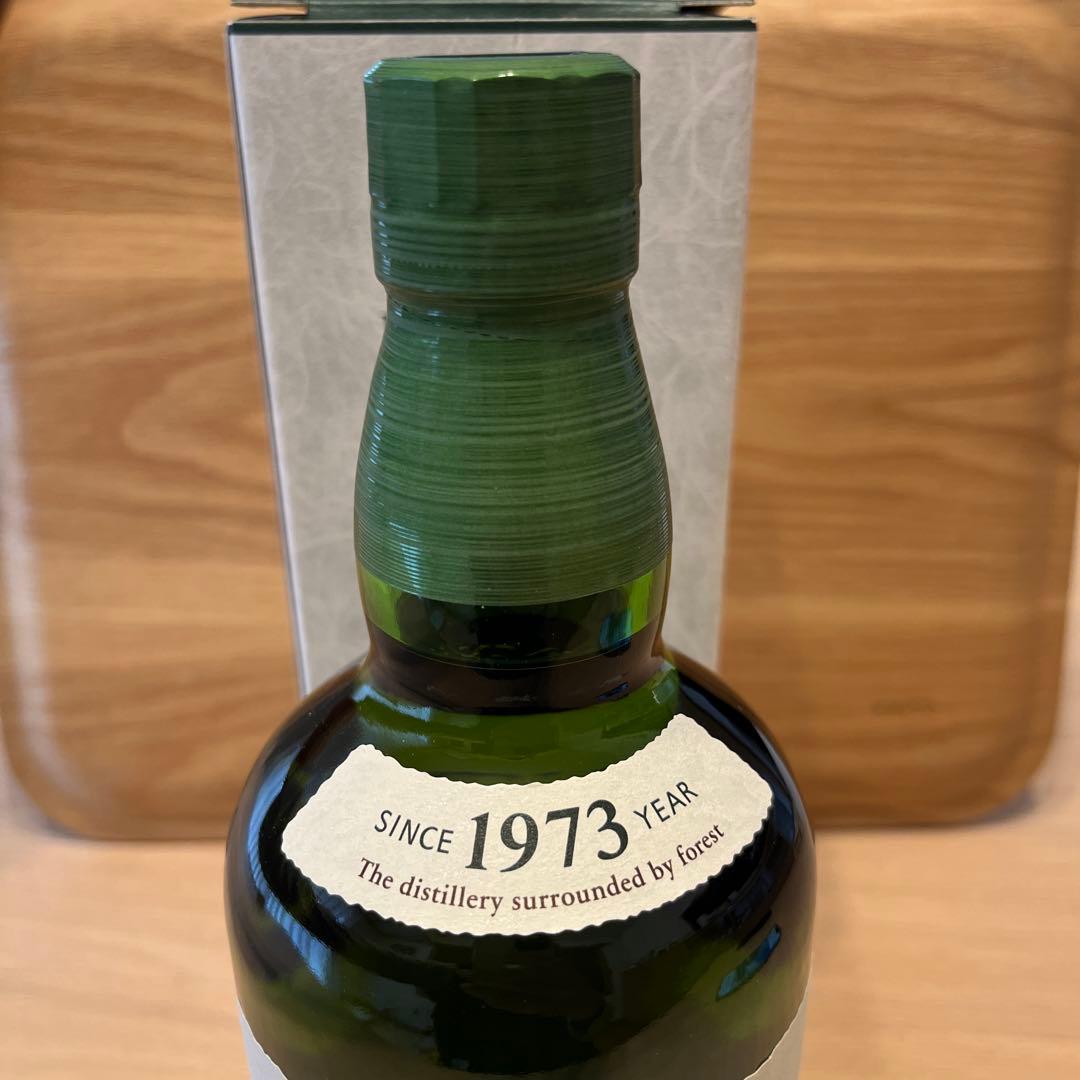 SINCE 1973 YEAR
The distillery surrounded by forest